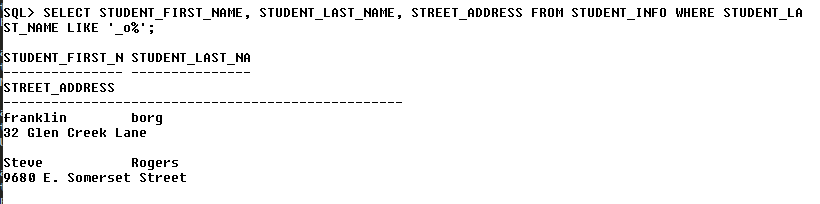 SQL> SELECT STUDENT_FIRST_NAME, STUDENT_LAST_NAME, STREET_ADDRESS FROM STUDENT_INFO WHERE STUDENT_LA
ST_NAME LIKE '_o%';
STUDENT_FIRST_N STUDENT_LAST_NA
--------------- ---------------
STREET_ADDRESS
--------------------------------------------------
franklin        borg
32 Glen Creek Lane
Steve           Rogers
9680 E. Somerset Street